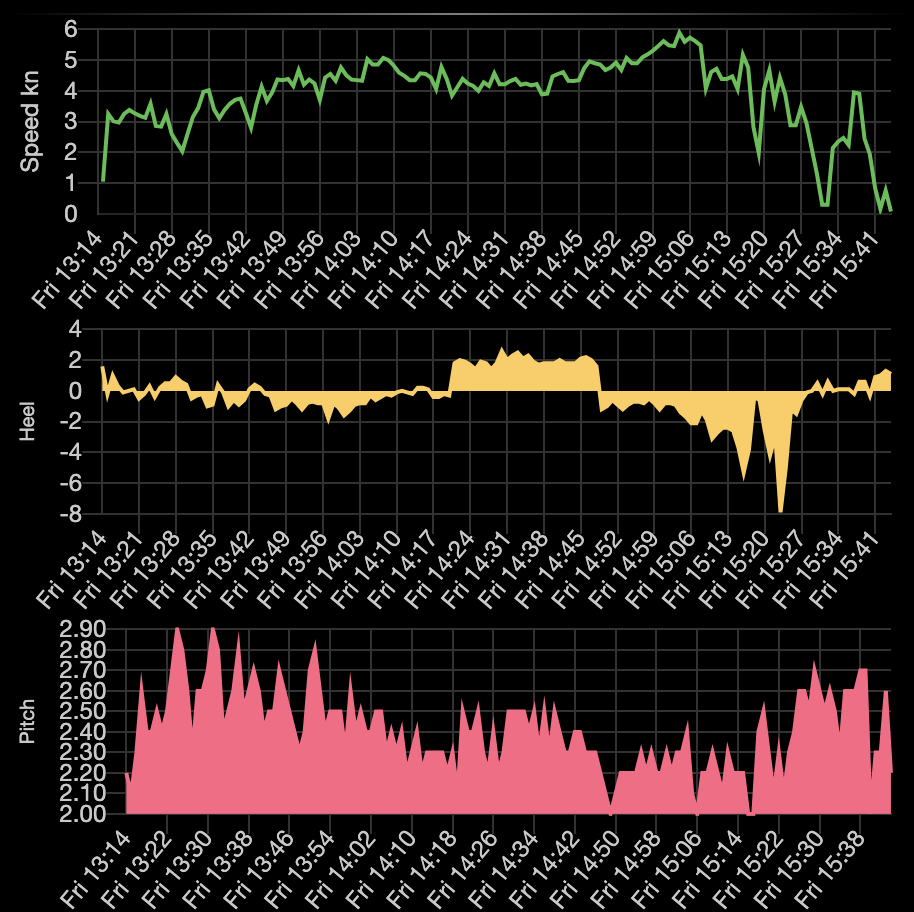 Speed kn
6
5
4
3
2
1
0
Fri 13:14
Fri 13:21
Fri 13:28
Fri 13:35
Fri 13:42
Fri 13:49
Fri 13:56
Fri 14:03
Fri 14:10
Fri 14:17
Fri 14:24
Fri 14:31
Fri 14:38
Fri 14:45
Fri 14:52
Fri 14:59
Fri 15:06
Fri 15:13
Fri 15:20
Fri 15:27
Fri 15:34
Fri 15:41
Heel
4
2
0
-2
-4
-6
-8
Fri 13:14
Fri 13:21
Fri 13:28
Fri 13:35
Fri 13:42
Fri 13:49
Fri 13:56
Fri 14:03
Fri 14:10
Fri 14:17
Fri 14:24
Fri 14:31
Fri 14:38
Fri 14:45
Fri 14:52
Fri 14:59
Fri 15:06
Fri 15:13
Fri 15:20
Fri 15:27
Fri 15:34
Fri 15:41
Pitch
2.90
2.80
2.70
2.60
2.50
2.40
2.30
2.20
2.10
2.00
Fri 13:14
Fri 13:22
Fri 13:30
Fri 13:38
Fri 13:46
Fri 13:54
Fri 14:02
Fri 14:10
Fri 14:18
Fri 14:26
Fri 14:34
Fri 14:42
Fri 14:50
Fri 14:58
Fri 15:06
Fri 15:14
Fri 15:22
Fri 15:30
Fri 15:38